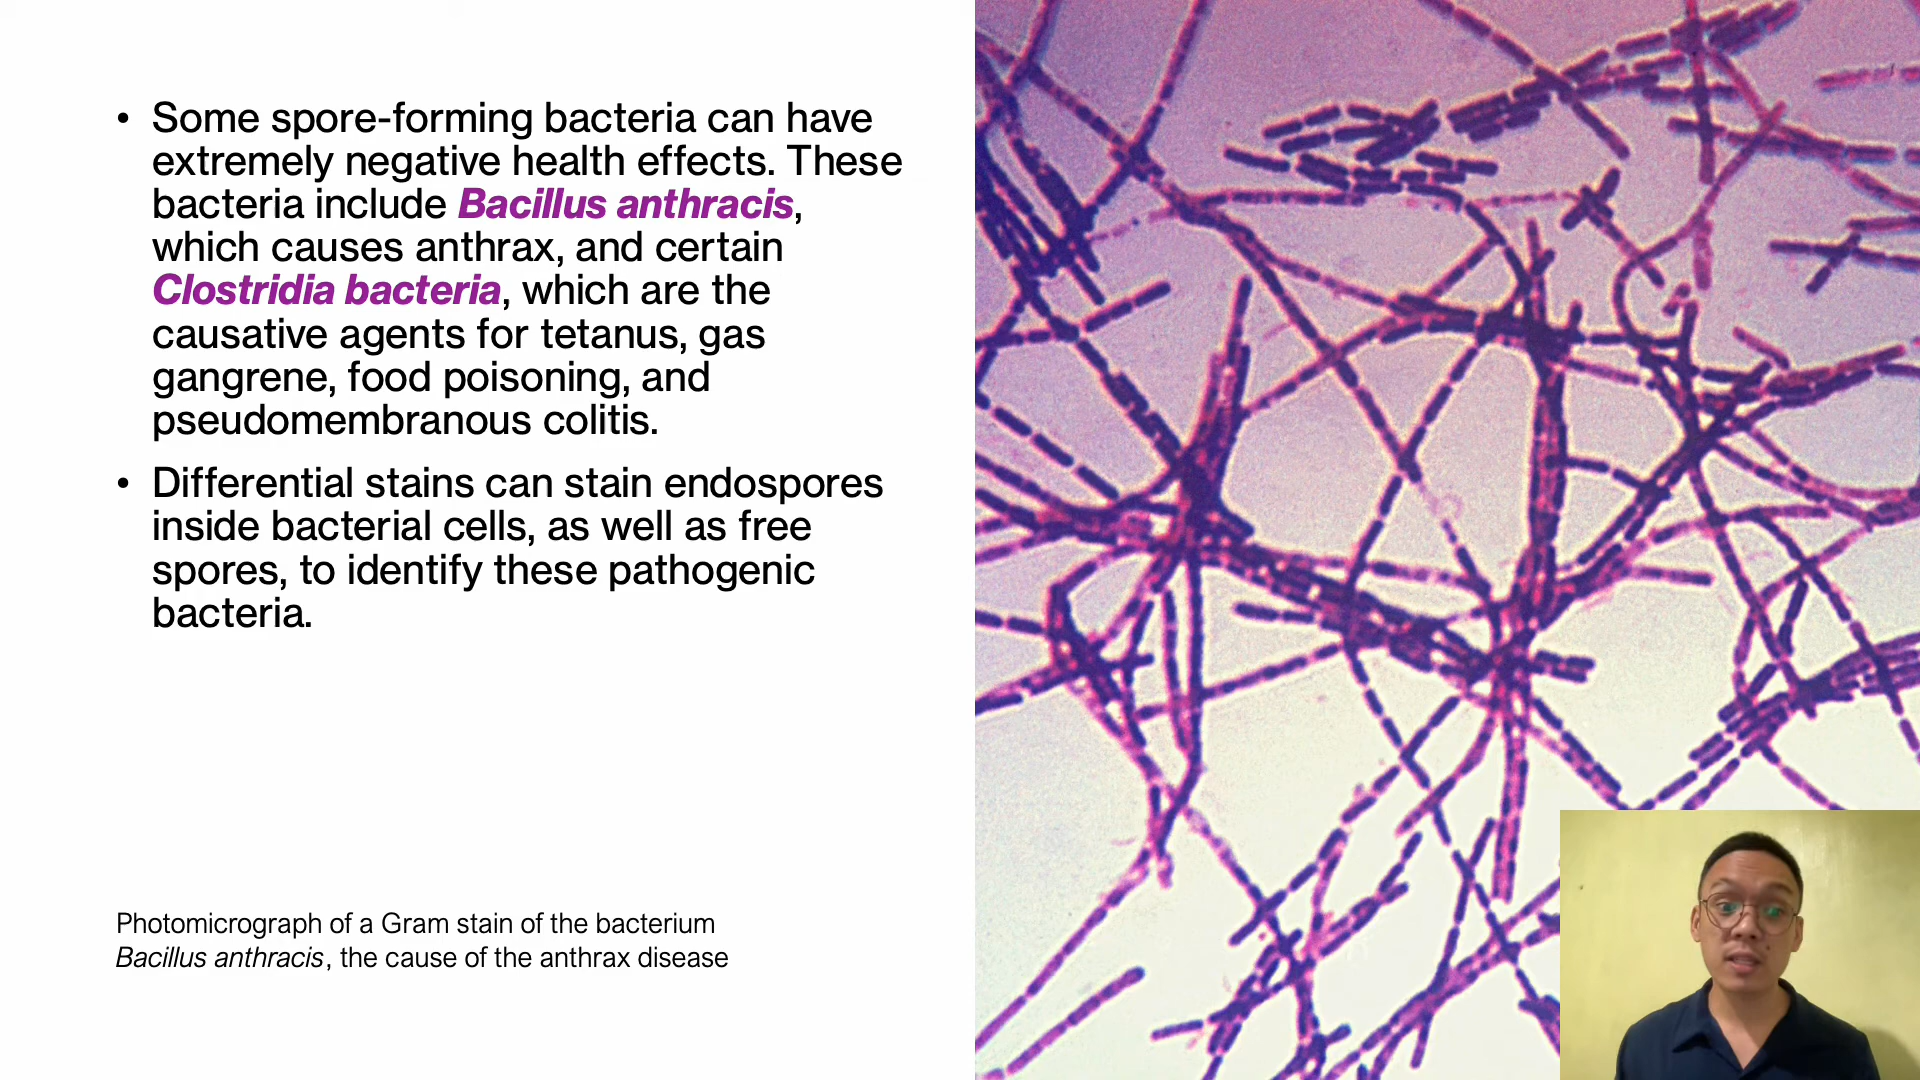 • Some spore-forming bacteria can have
extremely negative health effects. These
bacteria include Bacillus anthracis,
which causes anthrax, and certain
Clostridia bacteria, which are the
causative agents for tetanus, gas
gangrene, food poisoning, and
pseudomembranous colitis.
• Differential stains can stain endospores
inside bacterial cells, as well as free
spores, to identify these pathogenic
bacteria.
Photomicrograph of a Gram stain of the bacterium
Bacillus anthracis, the cause of the anthrax disease